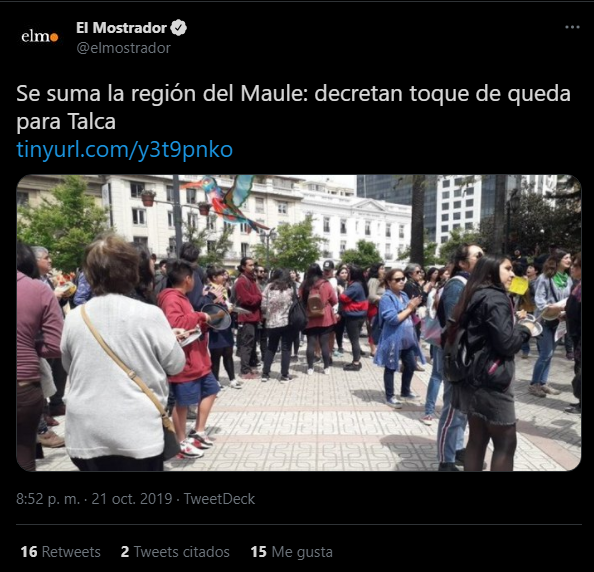 elmo
El Mostrador
@elmostrador
Se suma la región del Maule: decretan toque de queda
para Talca
tinyurl.com/y3t9pnko
8:52 p. m. · 21 oct. 2019 · TweetDeck
16 Retweets 2 Tweets citados 15 Me gusta